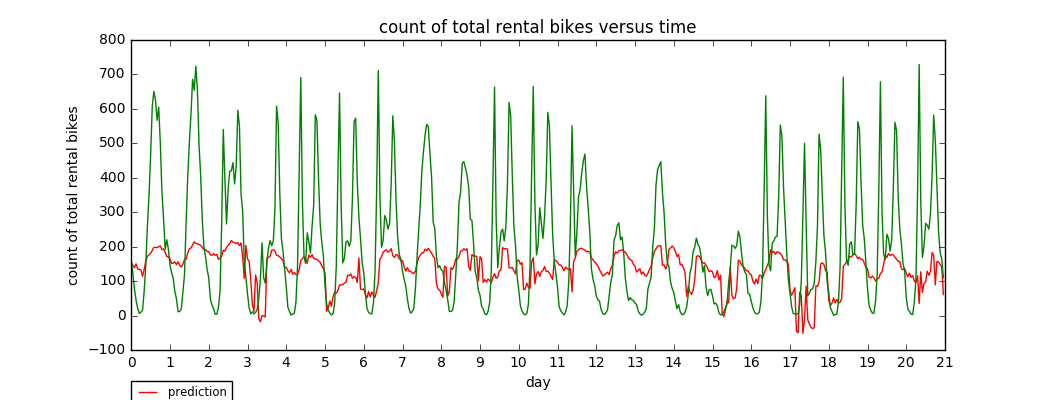 count of total rental bikes versus time
800
700
600
500
400
300
200
100
0
−100
count of total rental bikes
0 1 2 3 4 5 6 7 8 9 10 11 12 13 14 15 16 17 18 19 20 21
day
prediction